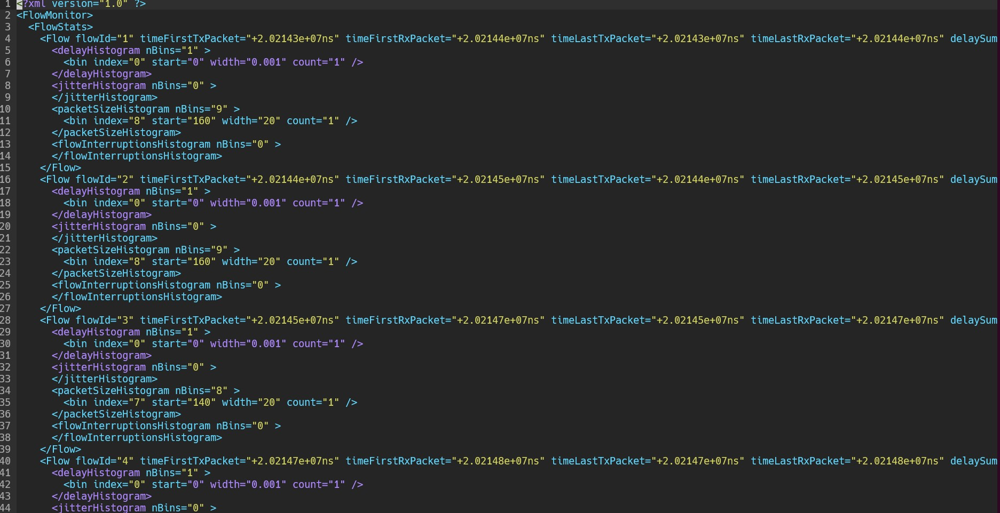 1 <?xml version="1.0" ?>
2 <FlowMonitor>
3   <FlowStats>
4     <Flow flowId="1" timeFirstTxPacket="+2.02143e+07ns" timeFirstRxPacket="+2.02144e+07ns" timeLastTxPacket="+2.02143e+07ns" timeLastRxPacket="+2.02144e+07ns" delaySum
5       <delayHistogram nBins="1" >
6         <bin index="0" start="0" width="0.001" count="1" />
7       </delayHistogram>
8       <jitterHistogram nBins="0" >
9       </jitterHistogram>
10       <packetSizeHistogram nBins="9" >
11         <bin index="8" start="160" width="20" count="1" />
12       </packetSizeHistogram>
13       <flowInterruptionsHistogram nBins="0" >
14       </flowInterruptionsHistogram>
15     </Flow>
16     <Flow flowId="2" timeFirstTxPacket="+2.02144e+07ns" timeFirstRxPacket="+2.02145e+07ns" timeLastTxPacket="+2.02144e+07ns" timeLastRxPacket="+2.02145e+07ns" delaySum
17       <delayHistogram nBins="1" >
18         <bin index="0" start="0" width="0.001" count="1" />
19       </delayHistogram>
20       <jitterHistogram nBins="0" >
21       </jitterHistogram>
22       <packetSizeHistogram nBins="9" >
23         <bin index="8" start="160" width="20" count="1" />
24       </packetSizeHistogram>
25       <flowInterruptionsHistogram nBins="0" >
26       </flowInterruptionsHistogram>
27     </Flow>
28     <Flow flowId="3" timeFirstTxPacket="+2.02145e+07ns" timeFirstRxPacket="+2.02147e+07ns" timeLastTxPacket="+2.02145e+07ns" timeLastRxPacket="+2.02147e+07ns" delaySum
29       <delayHistogram nBins="1" >
30         <bin index="0" start="0" width="0.001" count="1" />
31       </delayHistogram>
32       <jitterHistogram nBins="0" >
33       </jitterHistogram>
34       <packetSizeHistogram nBins="8" >
35         <bin index="7" start="140" width="20" count="1" />
36       </packetSizeHistogram>
37       <flowInterruptionsHistogram nBins="0" >
38       </flowInterruptionsHistogram>
39     </Flow>
40     <Flow flowId="4" timeFirstTxPacket="+2.02147e+07ns" timeFirstRxPacket="+2.02148e+07ns" timeLastTxPacket="+2.02147e+07ns" timeLastRxPacket="+2.02148e+07ns" delaySum
41       <delayHistogram nBins="1" >
42         <bin index="0" start="0" width="0.001" count="1" />
43       </delayHistogram>
44       <jitterHistogram nBins="0" >